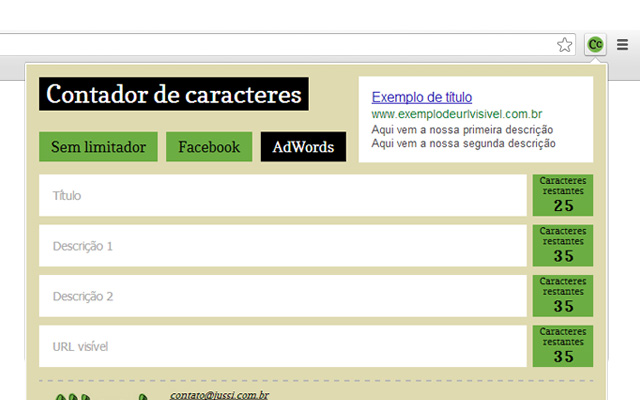 Cc
Contador de caracteres
Exemplo de título
www.exemplodeurlvisivel.com.br
Aqui vem a nossa primeira descrição
Aqui vem a nossa segunda descrição
Sem limitador
Facebook
AdWords
Título
Caracteres
restantes
25
Descrição 1
Caracteres
restantes
35
Descrição 2
Caracteres
restantes
35
URL visível
Caracteres
restantes
35
contato@jussi.com.br